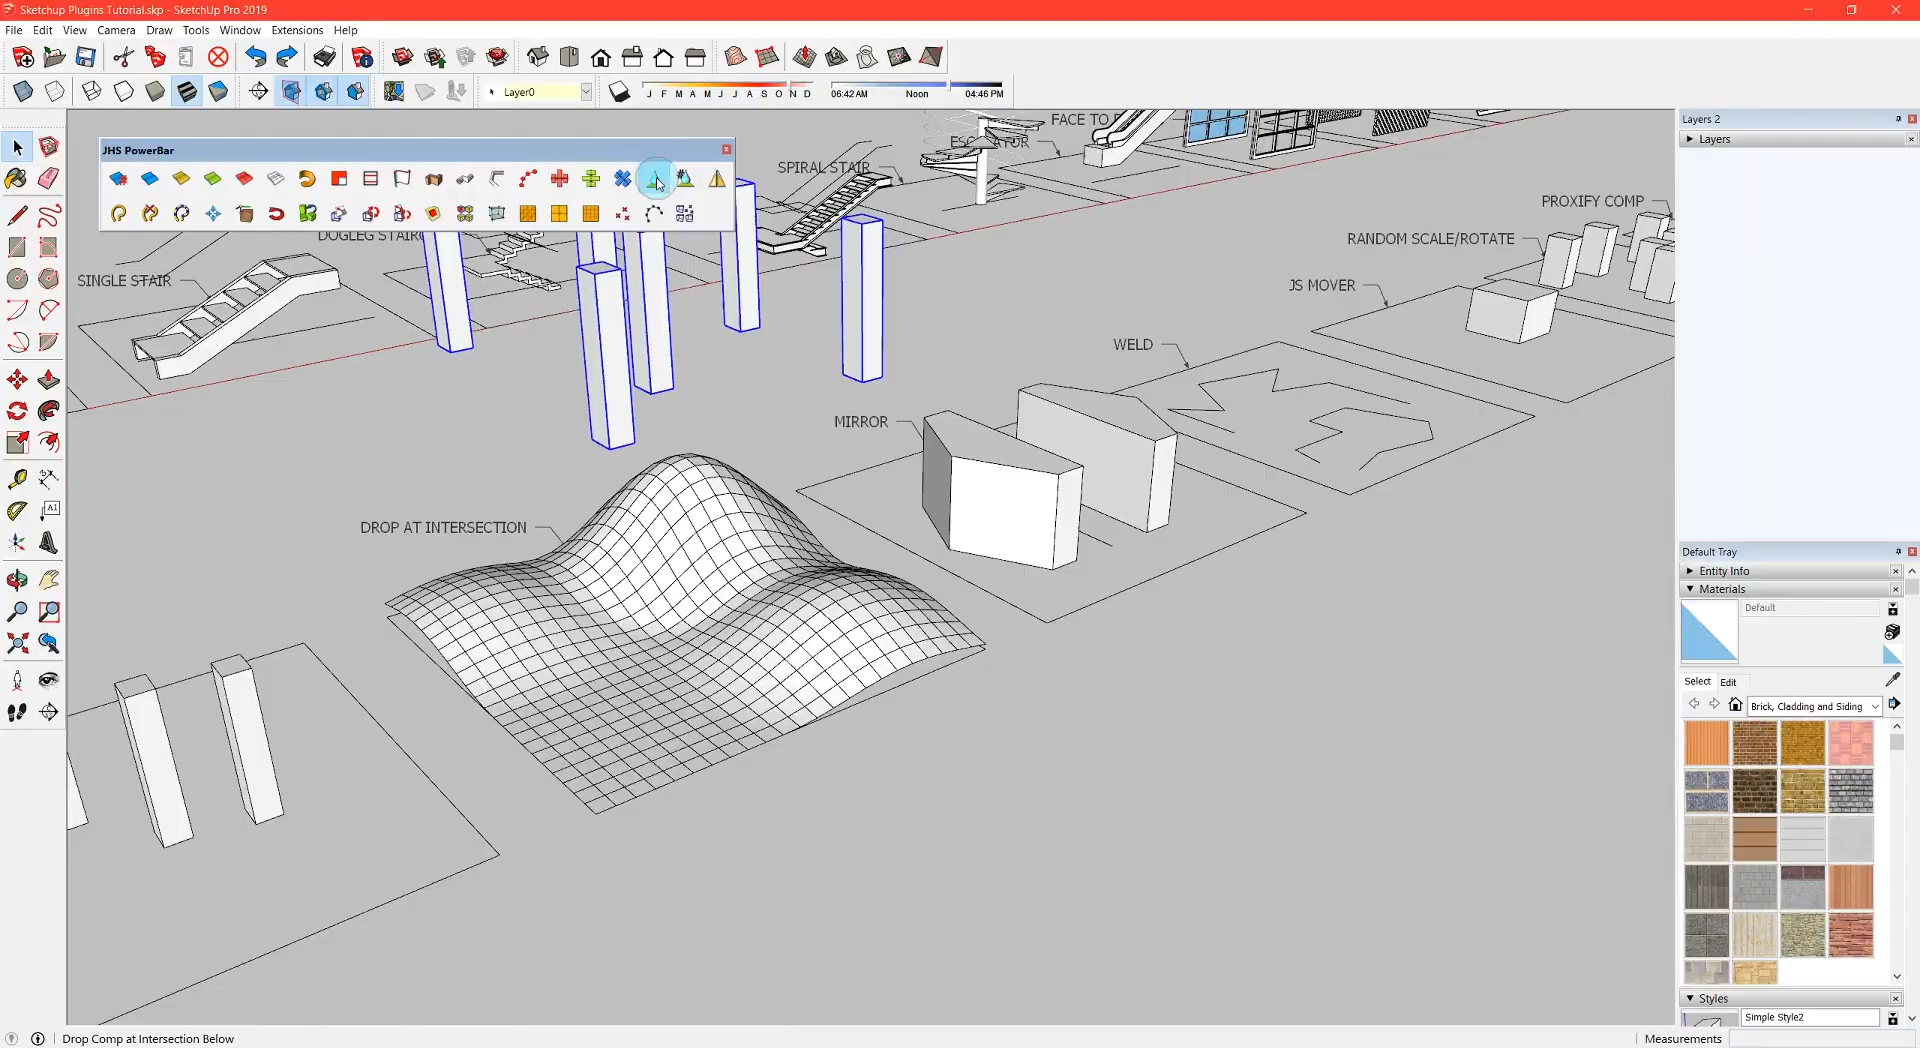 Sketchup Plugins Tutorial.skp - SketchUp Pro 2019
File Edit View Camera Draw Tools Window Extensions Help
Layer0
J F M A M J J A S O N D
06:42 AM Noon 04:46 PM
JHS PowerBar
Layers 2
Layers
FACE TO
ESCALATOR
SPIRAL STAIR
PROXIFY COMP
DOGLEG STAIR
RANDOM SCALE/ROTATE
SINGLE STAIR
JS MOVER
WELD
MIRROR
A1
DROP AT INTERSECTION
Default Tray
Entity Info
Materials
Default
Select Edit
Brick, Cladding and Siding
Styles
Simple Style2
Drop Comp at Intersection Below
Measurements